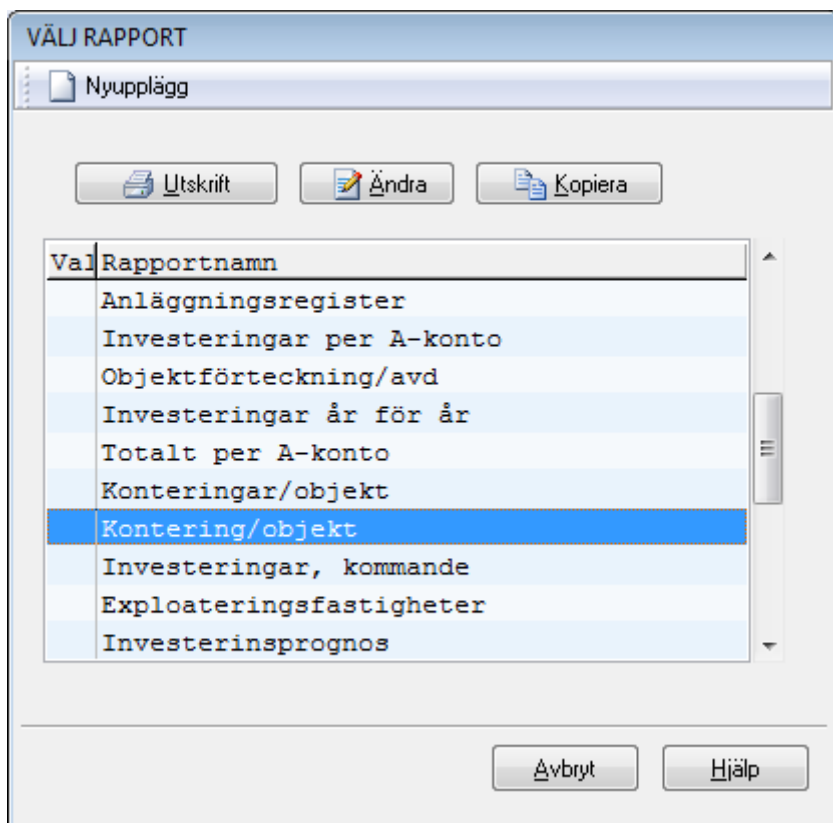 VÄLJ RAPPORT
Nyupplägg
Utskrift Ändra Kopiera
Val Rapportnamn
Anläggningsregister
Investeringar per A-konto
Objektförteckning/avd
Investeringar år för år
Totalt per A-konto
Konteringar/objekt
Kontering/objekt
Investeringar, kommande
Exploateringsfastigheter
Investerinsprognos
Avbryt Hjälp